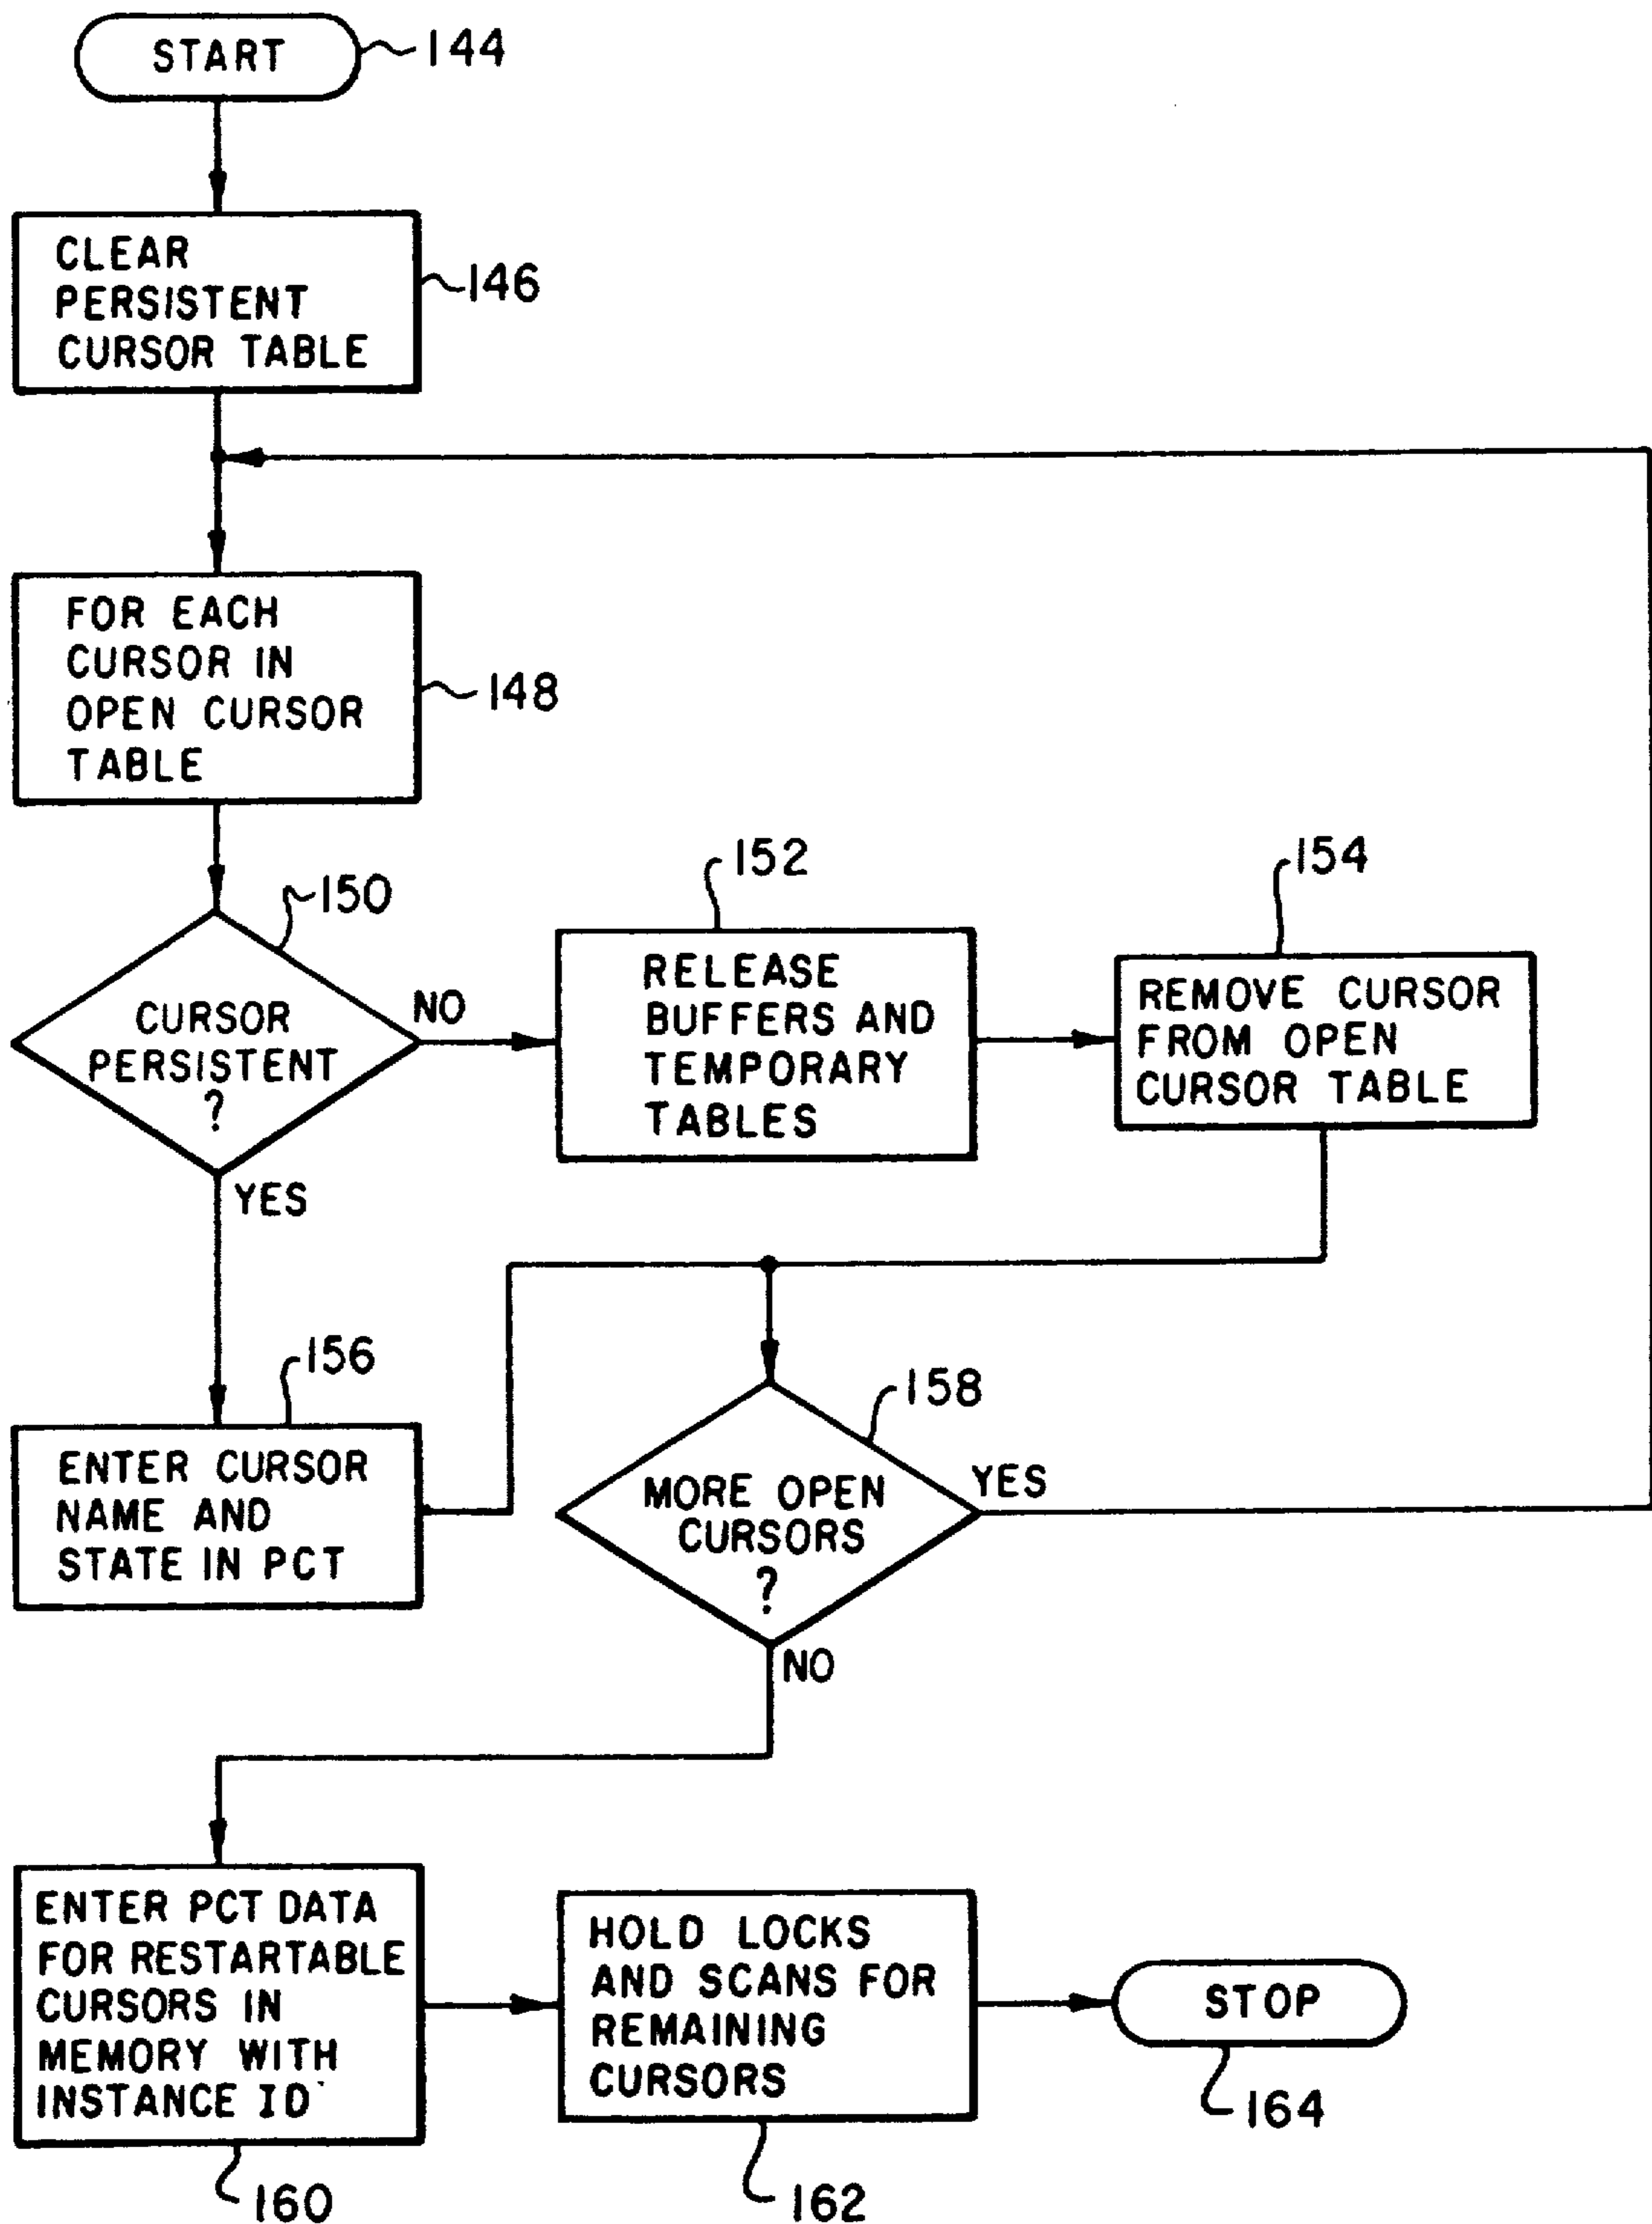 START
144
CLEAR
PERSISTENT
CURSOR TABLE
146
FOR EACH
CURSOR IN
OPEN CURSOR
TABLE
148
150
CURSOR
PERSISTENT
?
NO
YES
152
RELEASE
BUFFERS AND
TEMPORARY
TABLES
154
REMOVE CURSOR
FROM OPEN
CURSOR TABLE
156
ENTER CURSOR
NAME AND
STATE IN PCT
158
MORE OPEN
CURSORS
?
YES
NO
ENTER PCT DATA
FOR RESTARTABLE
CURSORS IN
MEMORY WITH
INSTANCE ID
160
HOLD LOCKS
AND SCANS FOR
REMAINING
CURSORS
162
STOP
164